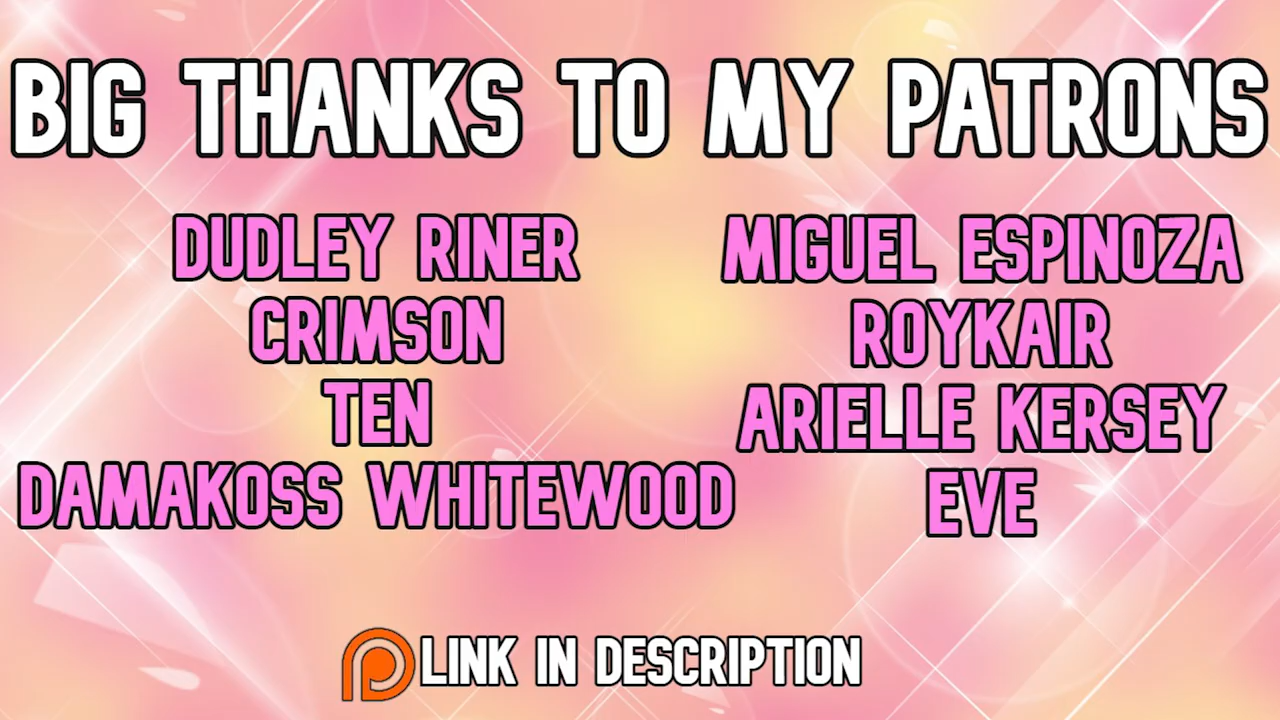 BIG THANKS TO MY PATRONS
DUDLEY RINER
CRIMSON
TEN
DAMAKOSS WHITEWOOD
MIGUEL ESPINOZA
ROYKAIR
ARIELLE KERSEY
EVE
LINK IN DESCRIPTION